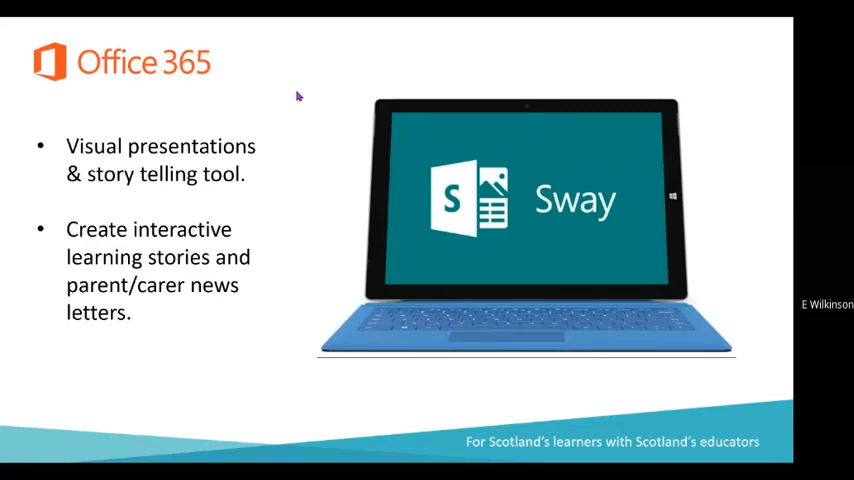 Office 365
• Visual presentations
& story telling tool.
• Create interactive
learning stories and
parent/carer news
letters.
S Sway
E Wilkinson
For Scotland's learners with Scotland's educators